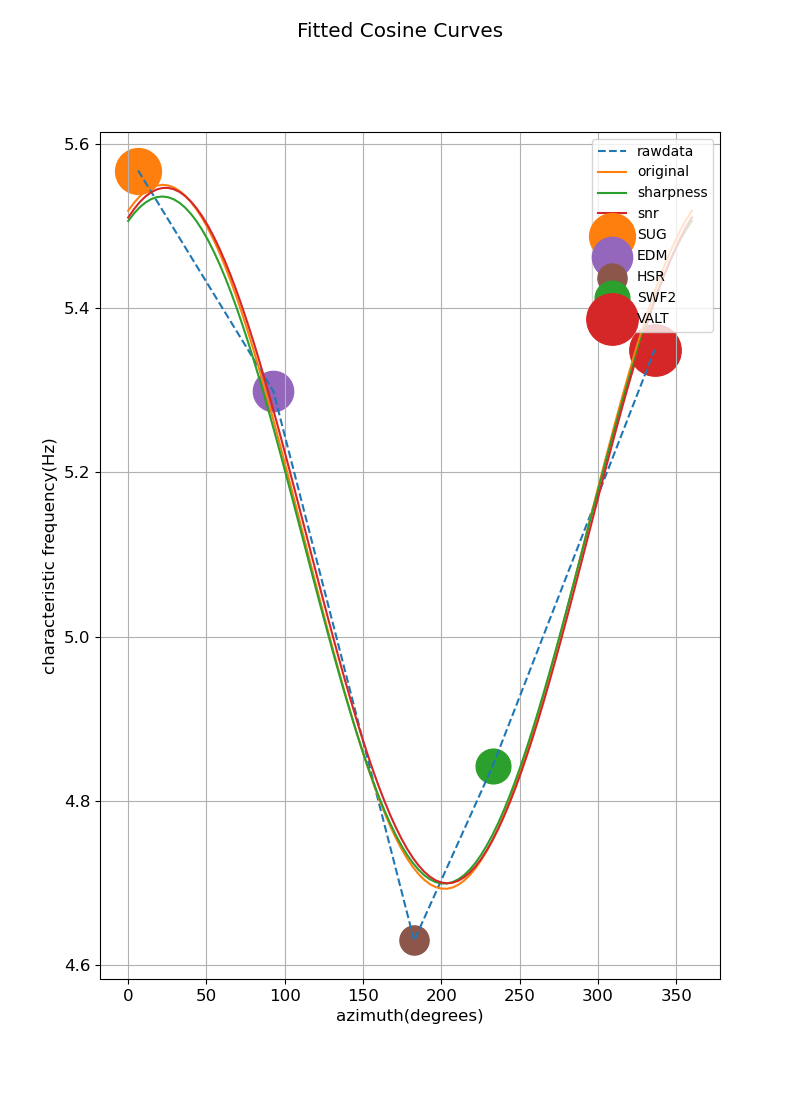 Fitted Cosine Curves
5.6
5.4
5.2
5.0
4.8
4.6
characteristic frequency(Hz)
rawdata
original
sharpness
snr
SUG
EDM
HSR
SWF2
VALT
0 50 100 150 200 250 300 350
azimuth(degrees)